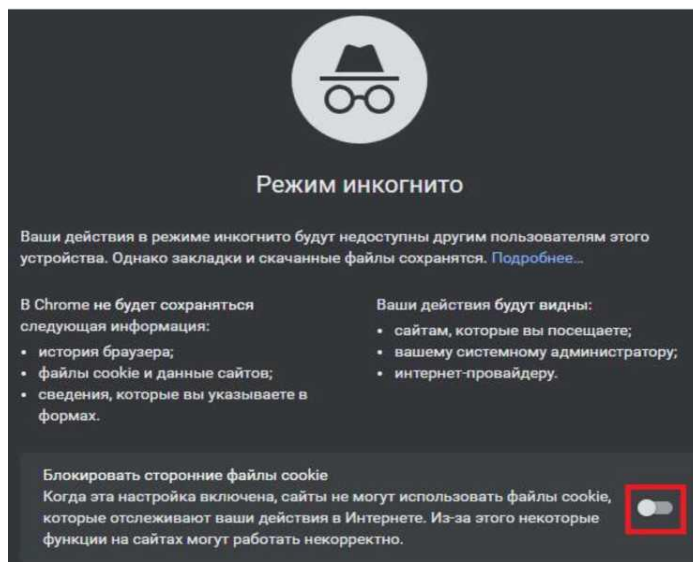 Режим инкогнито
Ваши действия в режиме инкогнито будут недоступны другим пользователям этого
устройства. Однако закладки и скачанные файлы сохранятся. Подробнее...
В Chrome не будет сохраняться
следующая информация:
• история браузера;
• файлы cookie и данные сайтов;
• сведения, которые вы указываете в
формах.
Ваши действия будут видны:
• сайтам, которые вы посещаете;
• вашему системному администратору;
• интернет-провайдеру.
Блокировать сторонние файлы cookie
Когда эта настройка включена, сайты не могут использовать файлы cookie,
которые отслеживают ваши действия в Интернете. Из-за этого некоторые
функции на сайтах могут работать некорректно.